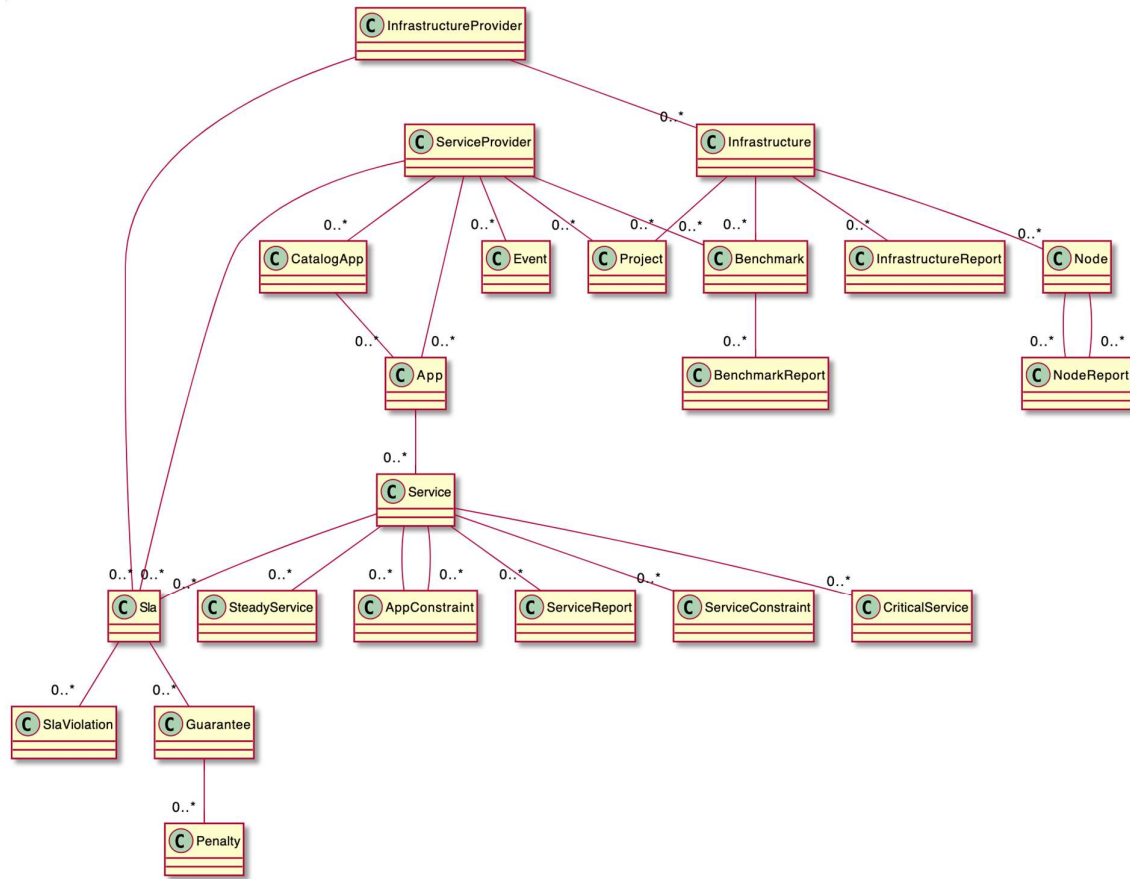 C InfrastructureProvider
0..*
C ServiceProvider
C Infrastructure
0..*
0..*
0..*
0..*
0..*
0..*
0..*
0..*
C CatalogApp
C Event
C Project
C Benchmark
C InfrastructureReport
C Node
0..*
0..*
0..*
0..*
0..*
C App
C BenchmarkReport
C NodeReport
0..*
C Service
0..*
0..*
0..*
0..*
0..*
0..*
0..*
0..*
0..*
C Sla
C SteadyService
C AppConstraint
C ServiceReport
C ServiceConstraint
C CriticalService
0..*
0..*
C SlaViolation
C Guarantee
0..*
C Penalty